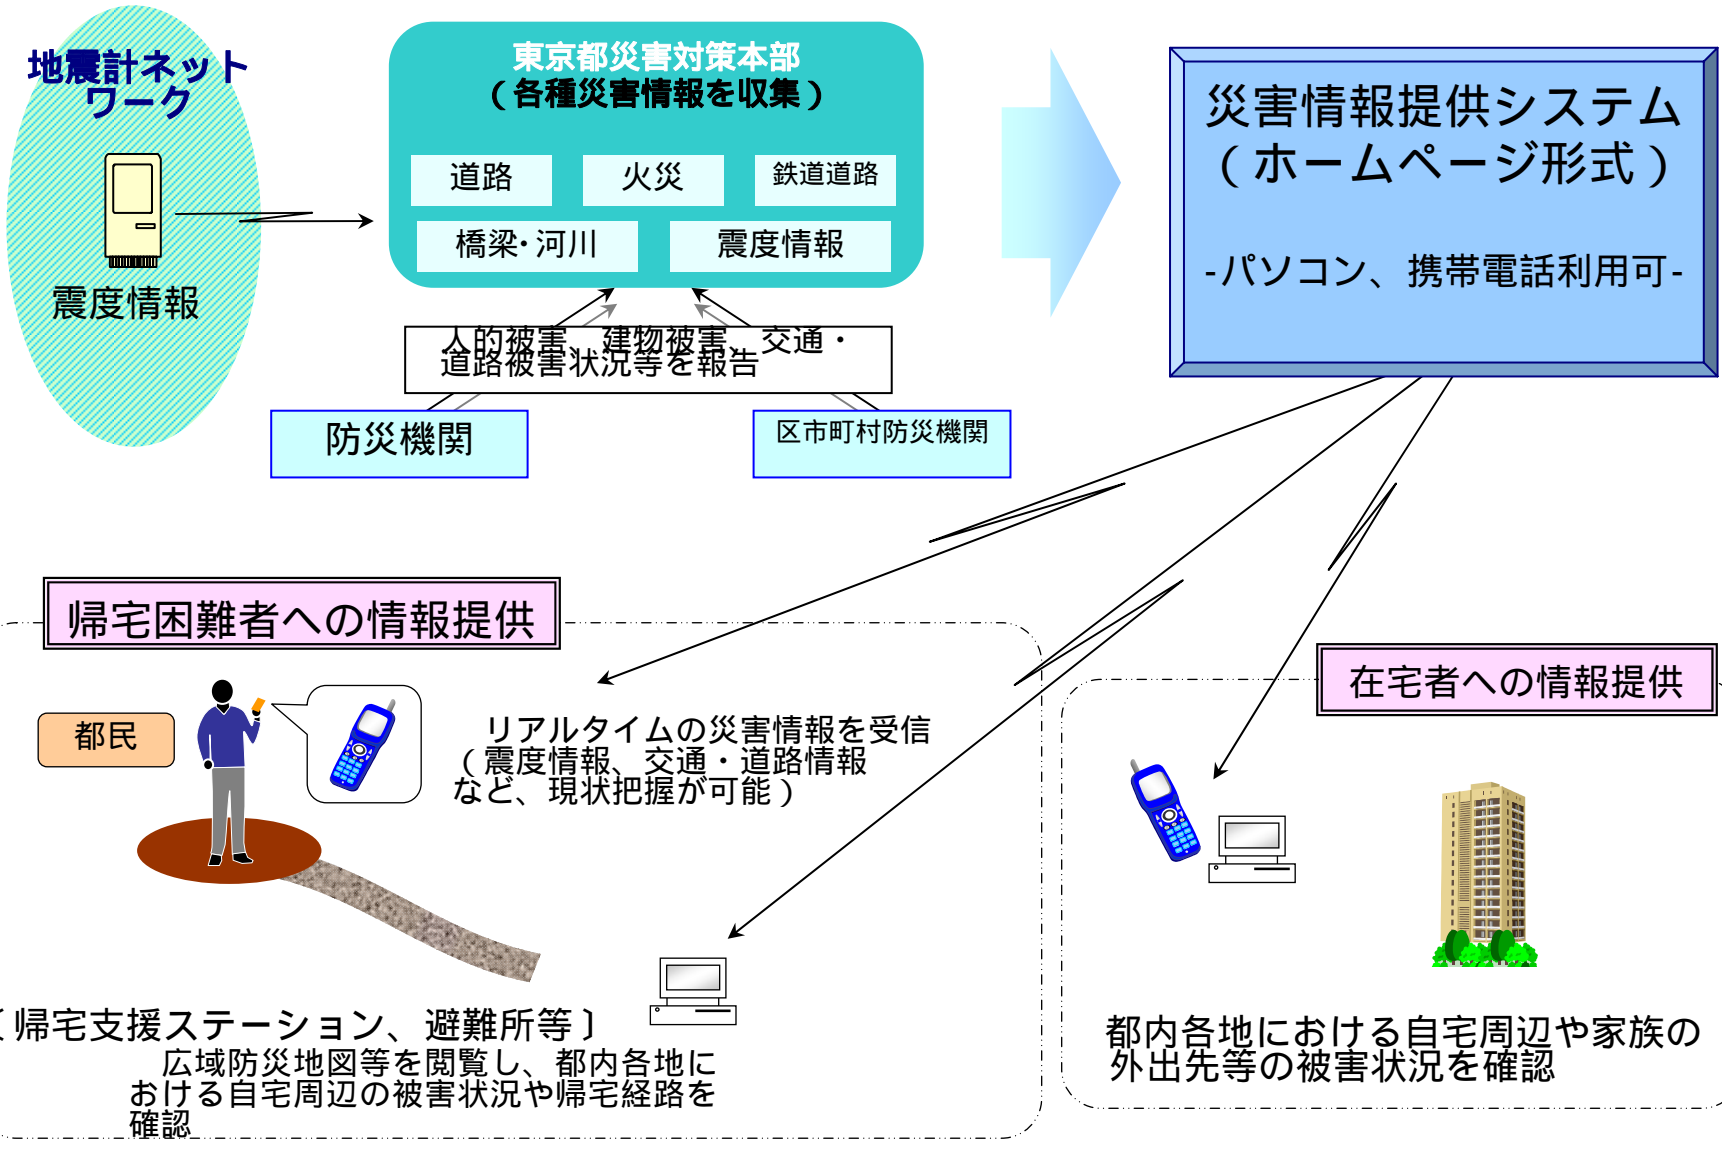 地震計ネット
ワーク
震度情報
東京都災害対策本部
（各種災害情報を収集）
道路
火災
鉄道道路
橋梁・河川
震度情報
人的被害、建物被害、交通・
道路被害状況等を報告
防災機関
区市町村防災機関
災害情報提供システム
（ホームページ形式）
-パソコン、携帯電話利用可-
帰宅困難者への情報提供
都民
リアルタイムの災害情報を受信
（震度情報、交通・道路情報
など、現状把握が可能）
〔帰宅支援ステーション、避難所等〕
広域防災地図等を閲覧し、都内各地に
おける自宅周辺の被害状況や帰宅経路を
確認
在宅者への情報提供
都内各地における自宅周辺や家族の
外出先等の被害状況を確認